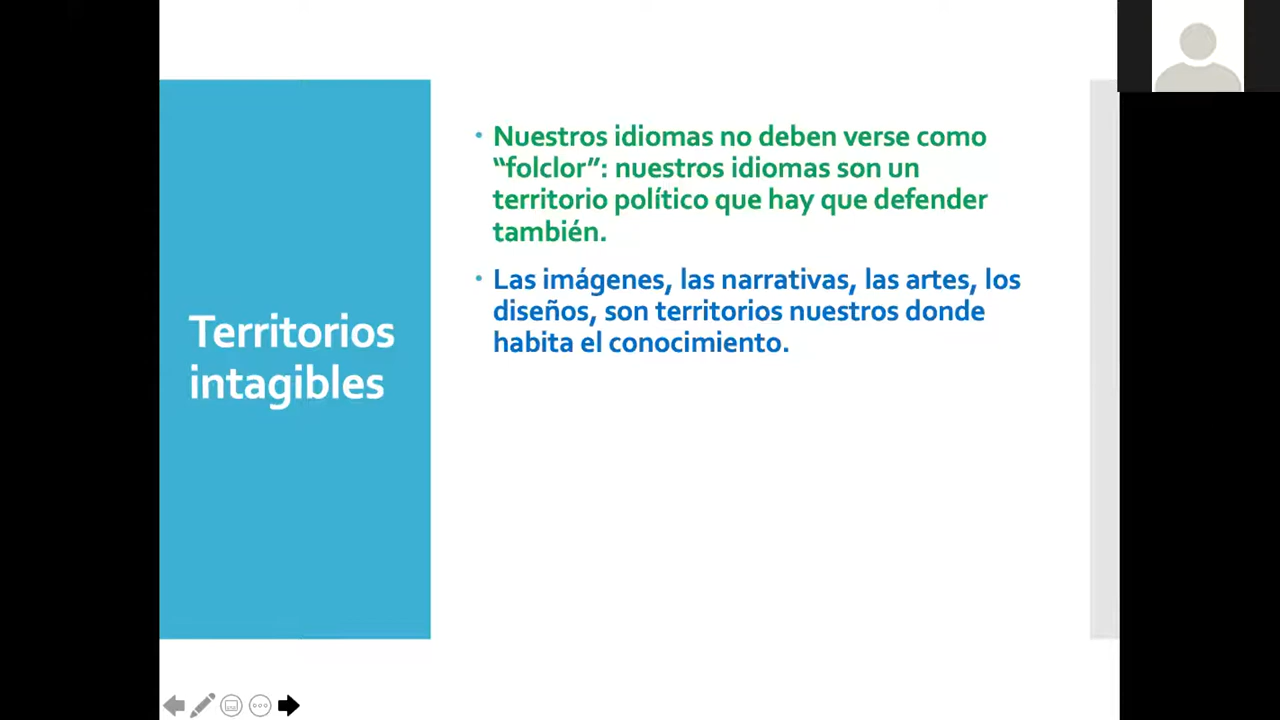 Territorios
intagibles
• Nuestros idiomas no deben verse como
“folclor”: nuestros idiomas son un
territorio político que hay que defender
también.
• Las imágenes, las narrativas, las artes, los
diseños, son territorios nuestros donde
habita el conocimiento.